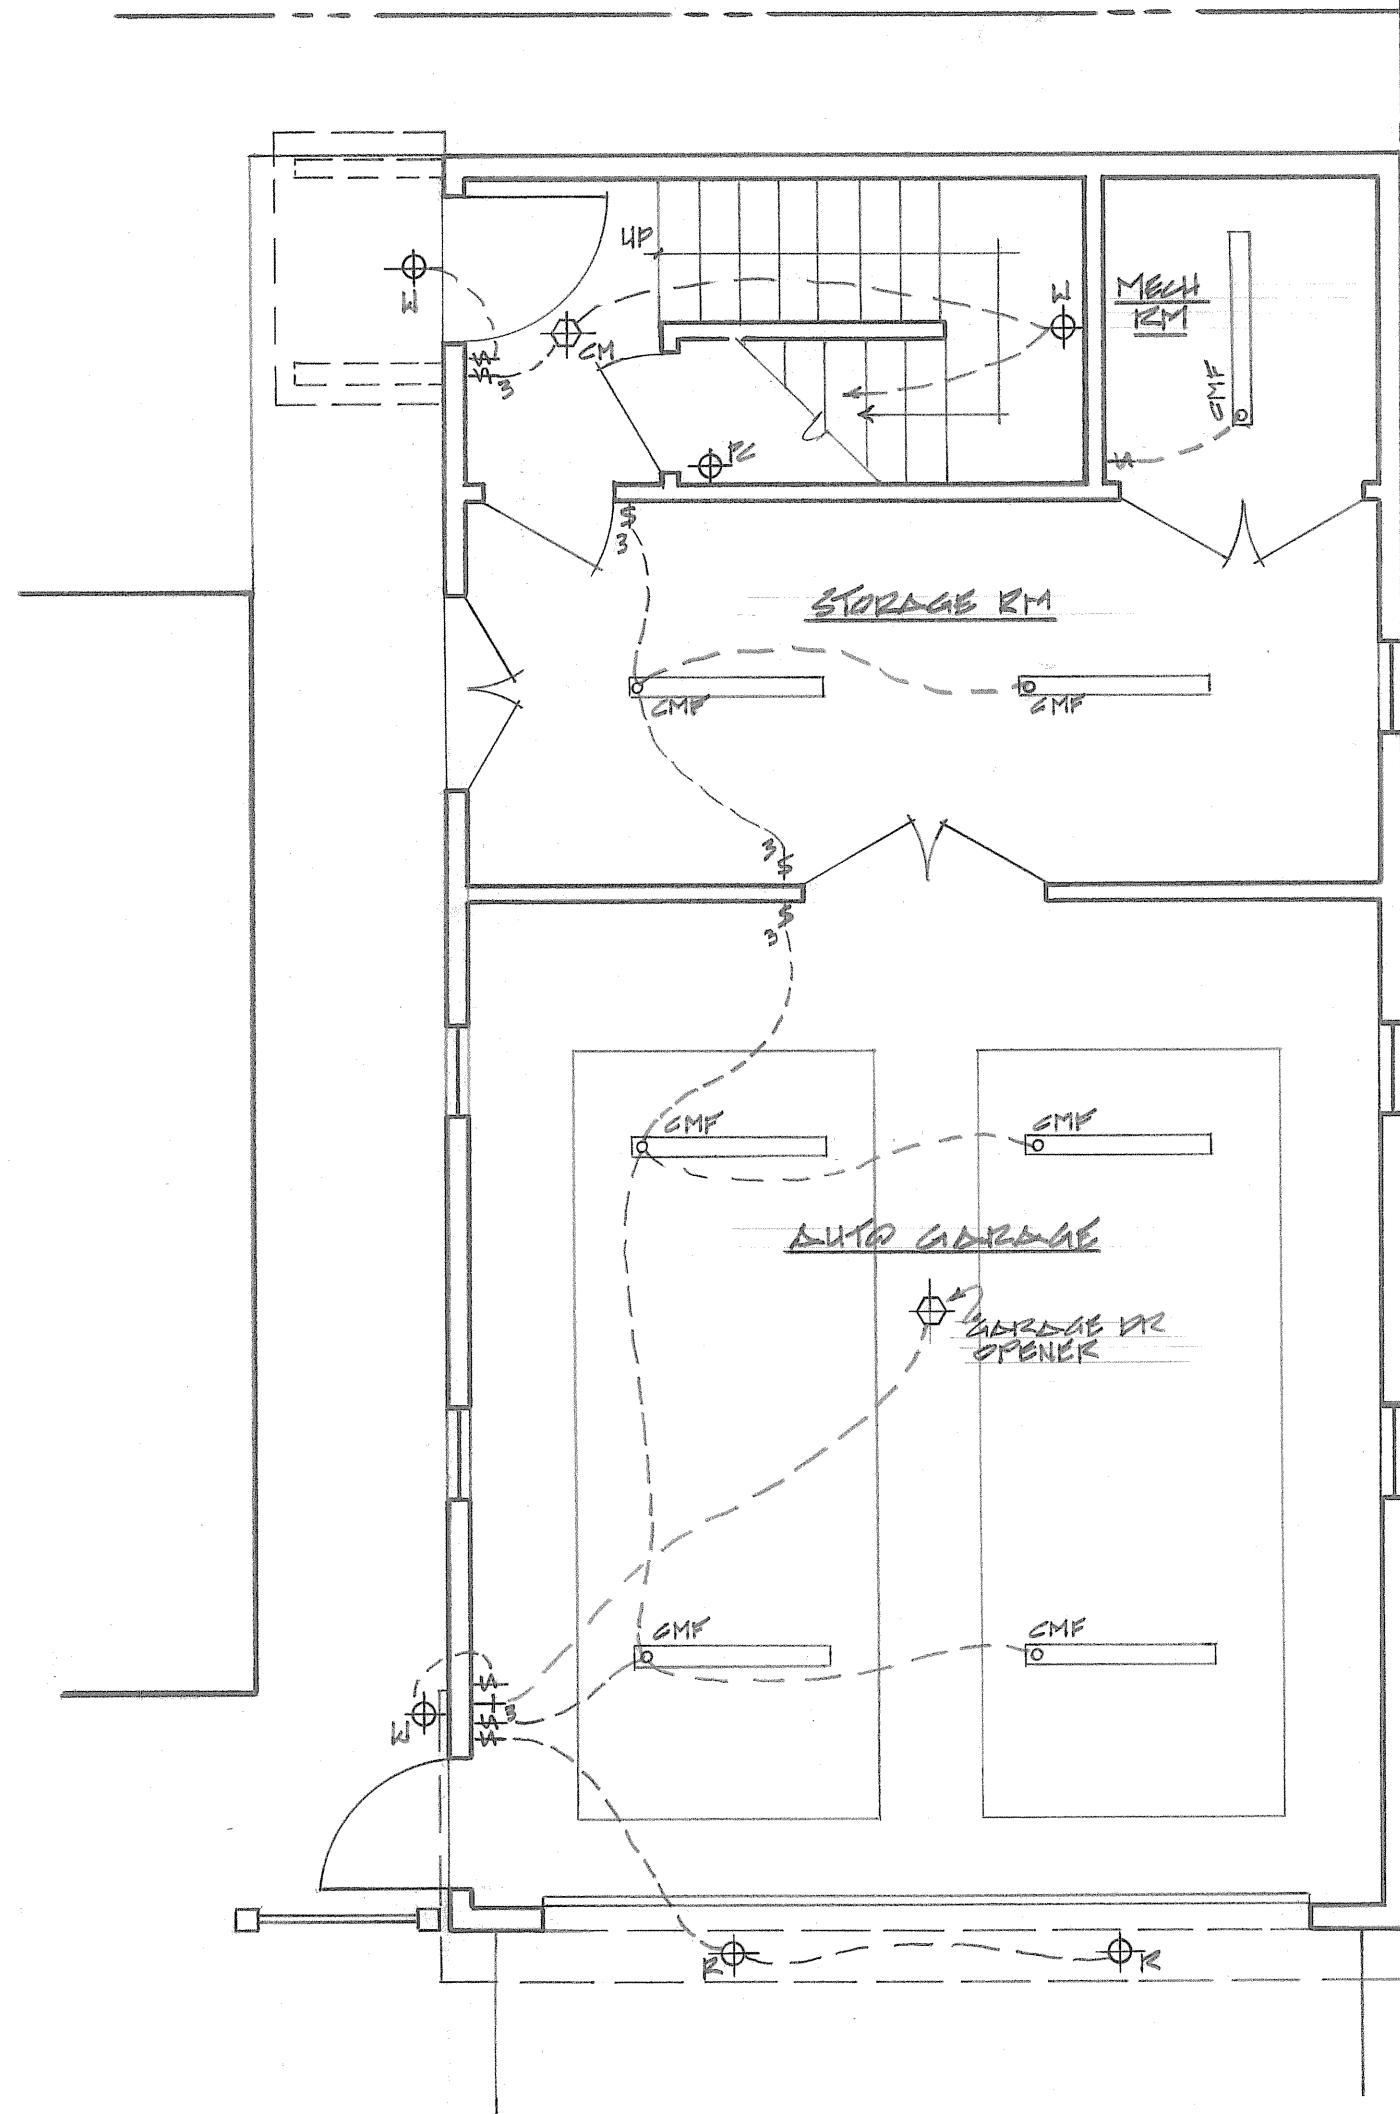 UP
W
W
MECH
RM
CM
3
CMF
PC
$
$
$
$
3
STORAGE RM
CMF
CMF
3
$
$
3
CMF
CMF
AUTO GARAGE
GARAGE DR
OPENER
CMF
CMF
$
3
$
$
W
R
R